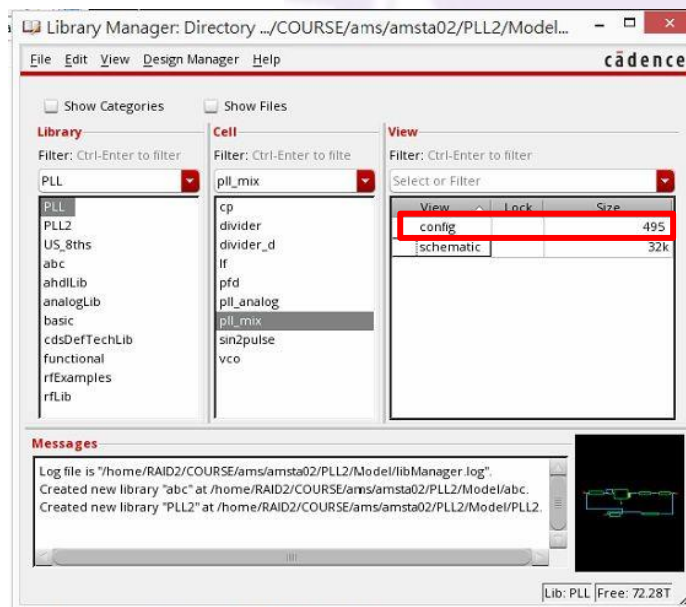 Library Manager: Directory .../COURSE/ams/amsta02/PLL2/Model...
File Edit View Design Manager Help
cādence
Show Categories Show Files
Library
Filter: Ctrl-Enter to filter
PLL
PLL
PLL2
US_8ths
abc
ahdlLib
analogLib
basic
cdsDefTechLib
functional
rfExamples
rfLib
Cell
Filter: Ctrl-Enter to filte
pll_mix
cp
divider
divider_d
lf
pfd
pll_analog
pll_mix
sin2pulse
vco
View
Filter: Ctrl-Enter to filter
Select or Filter
View Lock Size
config 495
schematic 32k
Messages
Log file is "/home/RAID2/COURSE/ams/amsta02/PLL2/Model/libManager.log".
Created new library "abc" at /home/RAID2/COURSE/ams/amsta02/PLL2/Model/abc.
Created new library "PLL2" at /home/RAID2/COURSE/ams/amsta02/PLL2/Model/PLL2.
Lib: PLL Free: 72.28T